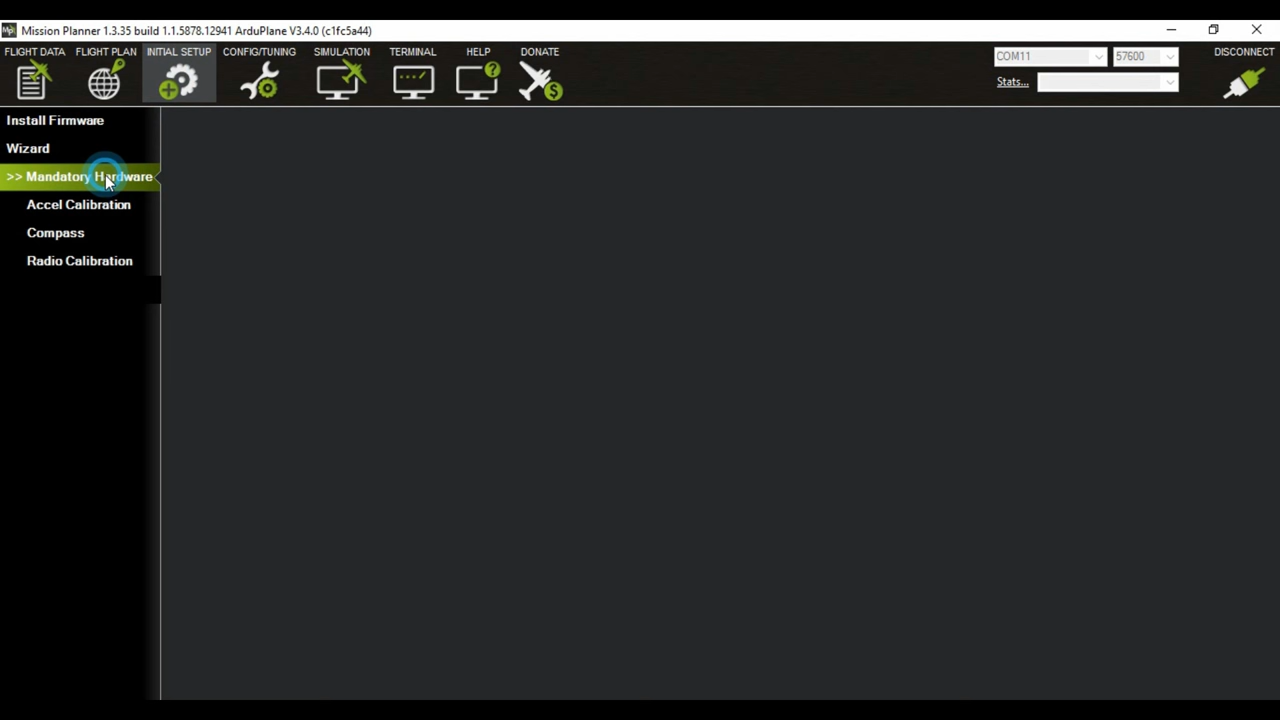 Mission Planner 1.3.35 build 1.1.5878.12941 ArduPlane V3.4.0 (c1fc5a44)
FLIGHT DATA FLIGHT PLAN INITIAL SETUP CONFIG/TUNING SIMULATION TERMINAL HELP DONATE
COM11 57600 DISCONNECT
Stats...
Install Firmware
Wizard
>> Mandatory Hardware
Accel Calibration
Compass
Radio Calibration